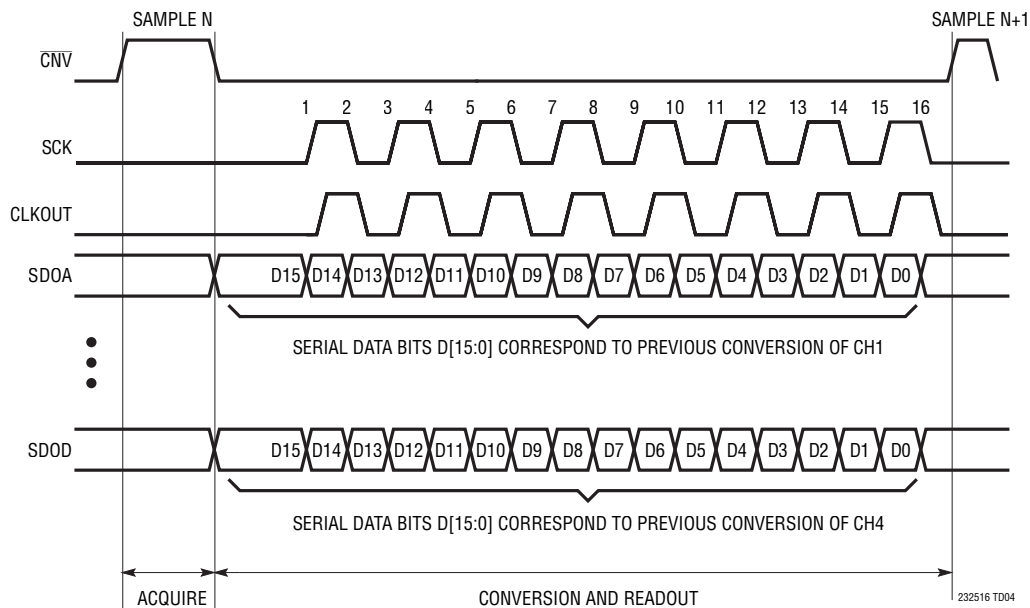 SAMPLE N
SAMPLE N+1
CNV
1 2 3 4 5 6 7 8 9 10 11 12 13 14 15 16
SCK
CLKOUT
SDOA
D15 D14 D13 D12 D11 D10 D9 D8 D7 D6 D5 D4 D3 D2 D1 D0
SERIAL DATA BITS D[15:0] CORRESPOND TO PREVIOUS CONVERSION OF CH1
SDOD
D15 D14 D13 D12 D11 D10 D9 D8 D7 D6 D5 D4 D3 D2 D1 D0
SERIAL DATA BITS D[15:0] CORRESPOND TO PREVIOUS CONVERSION OF CH4
ACQUIRE
CONVERSION AND READOUT
232516 TD04